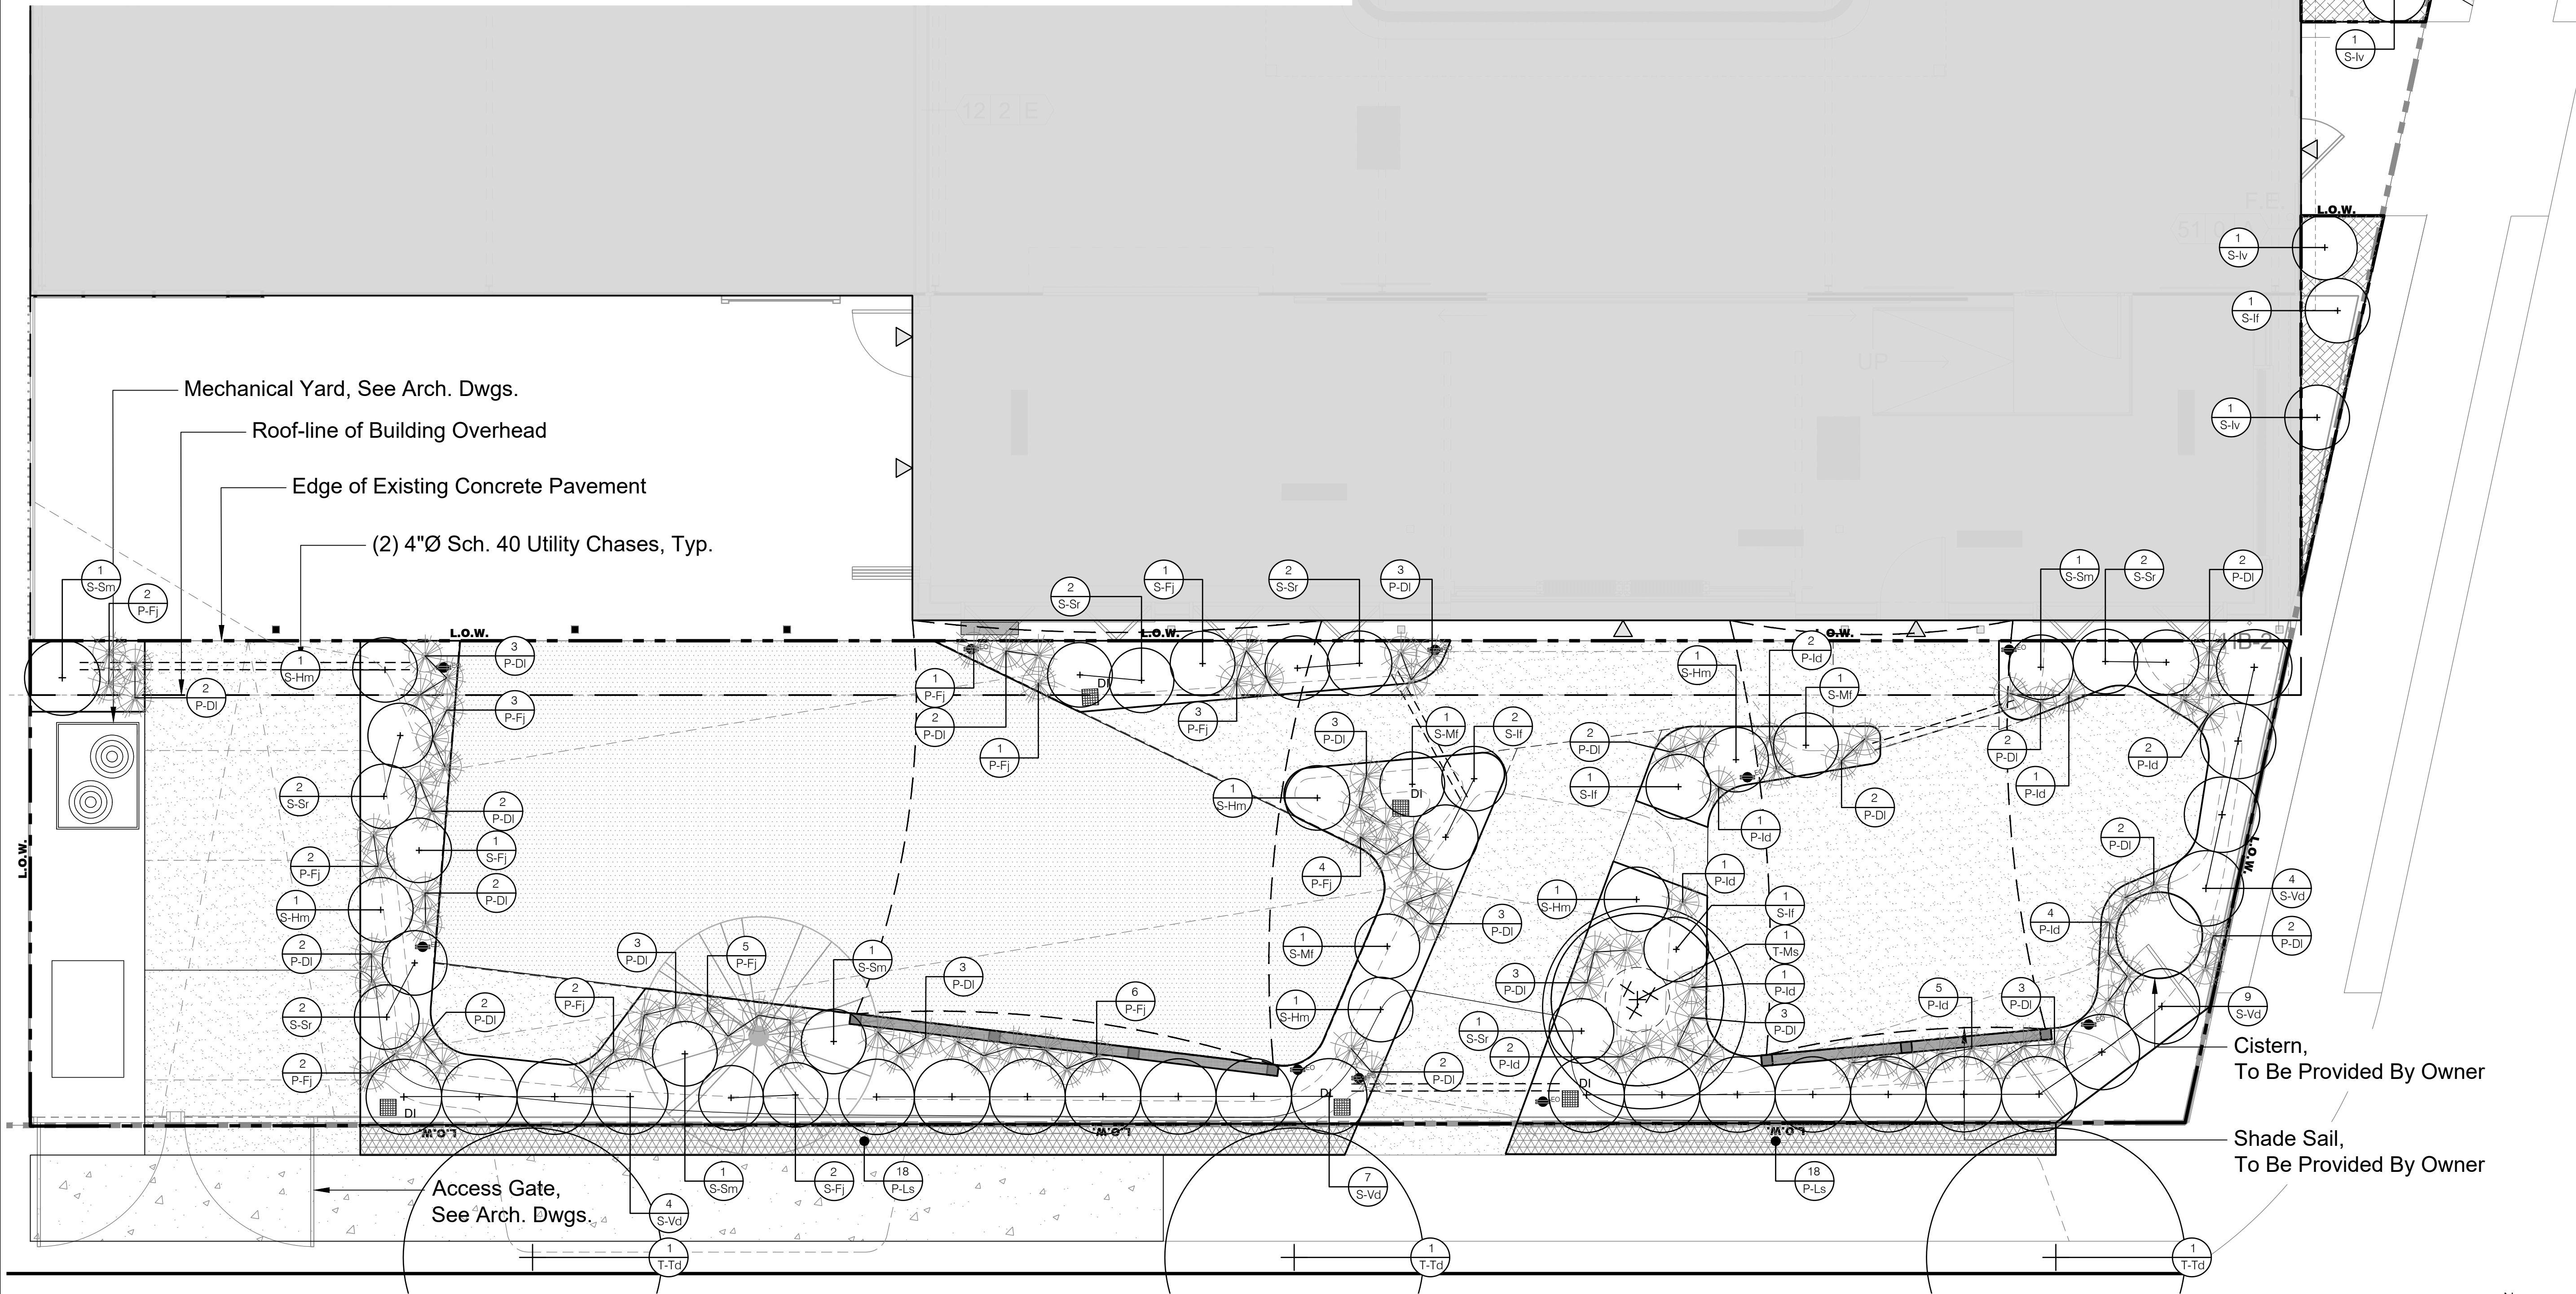 1
S-Iv
12 2 E
F.E.
L.O.W.
51
1
S-Iv
1
S-If
UP
Mechanical Yard, See Arch. Dwgs.
1
S-Iv
Roof-line of Building Overhead
Edge of Existing Concrete Pavement
(2) 4"Ø Sch. 40 Utility Chases, Typ.
1
S-Sm
2
P-Fj
2
S-Sr
1
S-Fj
2
S-Sr
3
P-Dl
1
S-Sm
2
S-Sr
2
P-Dl
L.O.W.
L.O.W.
L.O.W.
HB-2
1
S-Hm
3
P-Dl
2
P-Dl
3
P-Fj
1
P-Fj
2
P-Dl
1
P-Fj
DI
3
P-Fj
3
P-Dl
1
S-Mf
2
S-If
1
S-Hm
2
P-Id
1
S-Mf
2
P-Dl
1
S-If
2
P-Dl
1
P-Id
2
P-Dl
1
P-Id
2
P-Id
2
S-Sr
2
P-Dl
1
S-Hm
DI
1
S-Fj
2
P-Fj
2
P-Dl
4
P-Fj
1
P-Id
2
P-Dl
L.O.W.
L.O.W.
4
S-Vd
1
S-Hm
1
S-Hm
1
S-If
3
P-Dl
4
P-Id
2
P-Dl
2
P-Dl
3
P-Dl
5
P-Fj
1
S-Sm
3
P-Dl
1
S-Mf
1
T-Ms
3
P-Dl
1
P-Id
2
S-Sr
2
P-Dl
2
P-Fj
6
P-Fj
1
S-Hm
1
S-Sr
3
P-Dl
5
P-Id
3
P-Dl
9
S-Vd
2
P-Fj
2
P-Dl
2
P-Id
Cistern,
To Be Provided By Owner
DI
DI
DI
L.O.W.
L.O.W.
L.O.W.
Shade Sail,
To Be Provided By Owner
Access Gate,
See Arch. Dwgs.
1
S-Sm
2
S-Fj
18
P-Ls
7
S-Vd
18
P-Ls
4
S-Vd
1
T-Td
1
T-Td
1
T-Td